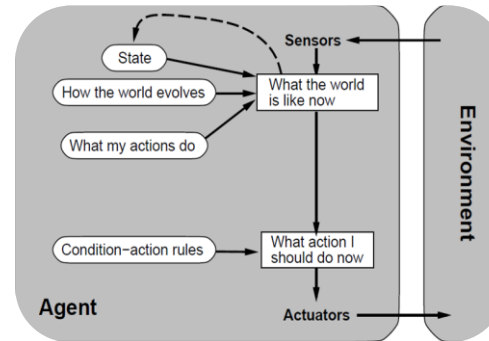 Sensors
State
How the world evolves
What the world
is like now
What my actions do
Condition−action rules
What action I
should do now
Agent
Actuators
Environment